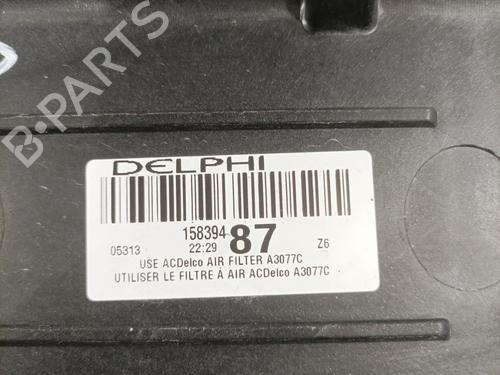 B-PARTS
DELPHI
158394 87
05313 22:29 Z6
USE ACDelco AIR FILTER A3077C
UTILISER LE FILTRE À AIR ACDelco A3077C